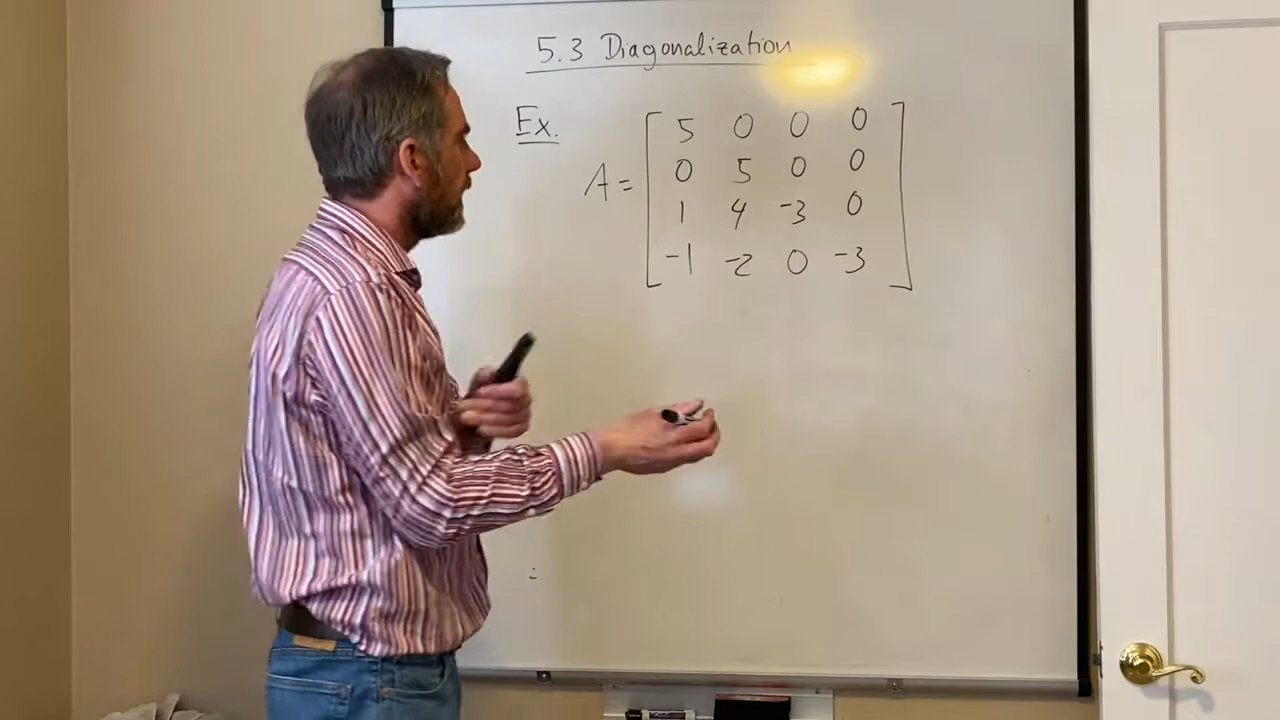 5.3 Diagonalization
Ex.
A = [ 5 0 0 0
0 5 0 0
1 4 -3 0
-1 -2 0 -3 ]